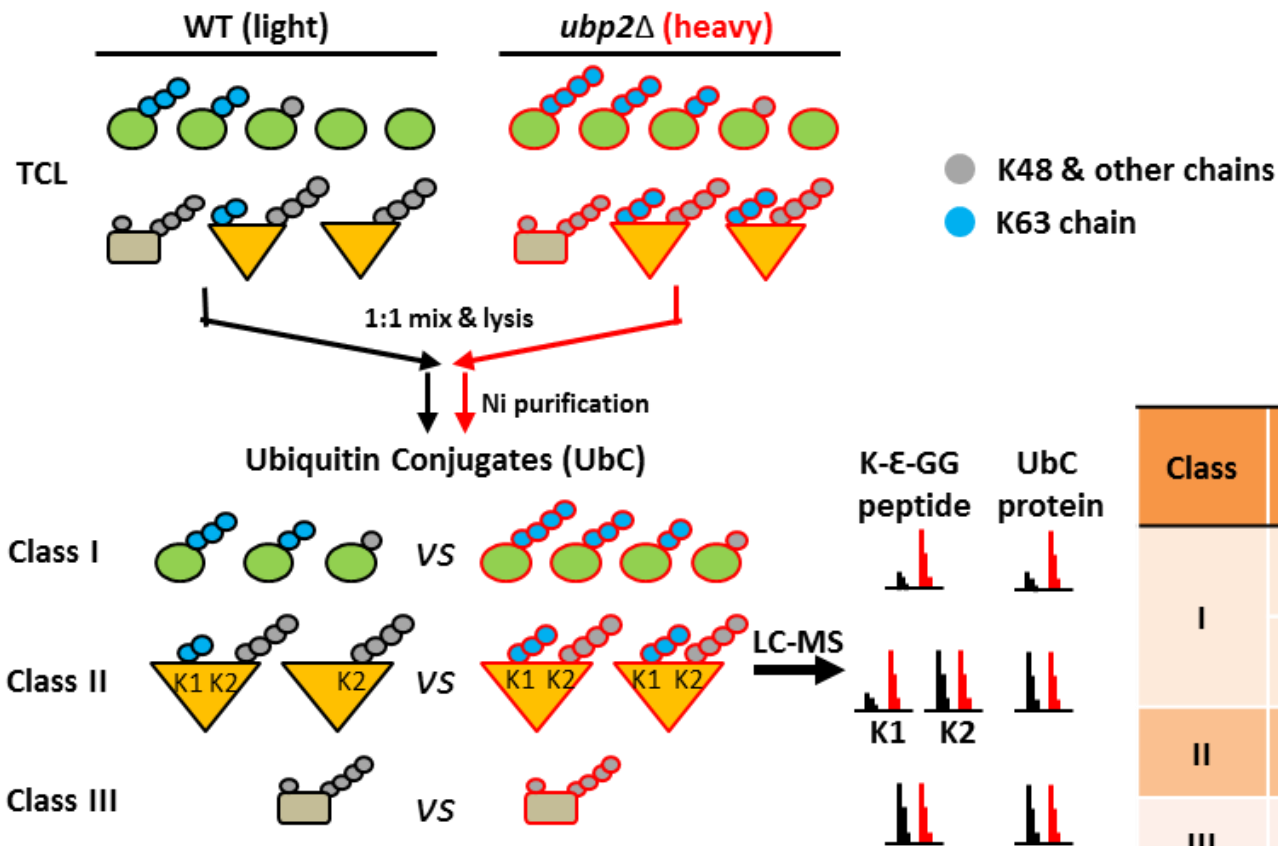 WT (light)
ubp2Δ (heavy)
TCL
K48 & other chains
K63 chain
1:1 mix & lysis
Ni purification
Ubiquitin Conjugates (UbC)
K-Ɛ-GG
peptide
UbC
protein
Class
Class I
vs
I
Class II
K1 K2
K2
vs
K1 K2
K1 K2
LC-MS
K1
K2
II
Class III
vs
III